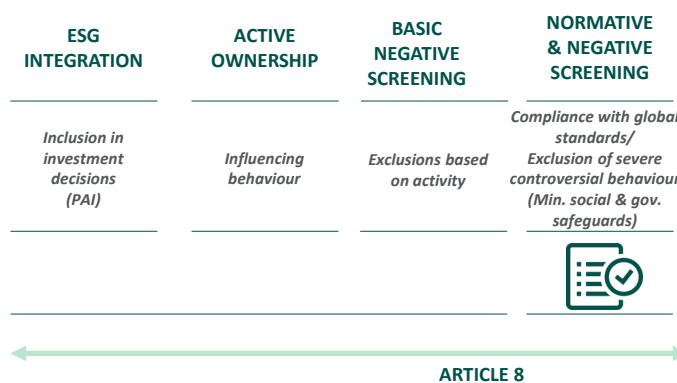 ESG
INTEGRATION
ACTIVE
OWNERSHIP
BASIC
NEGATIVE
SCREENING
NORMATIVE
& NEGATIVE
SCREENING
Inclusion in
investment
decisions
(PAI)
Influencing
behaviour
Exclusions based
on activity
Compliance with global
standards/
Exclusion of severe
controversial behaviour
(Min. social & gov.
safeguards)
ARTICLE 8